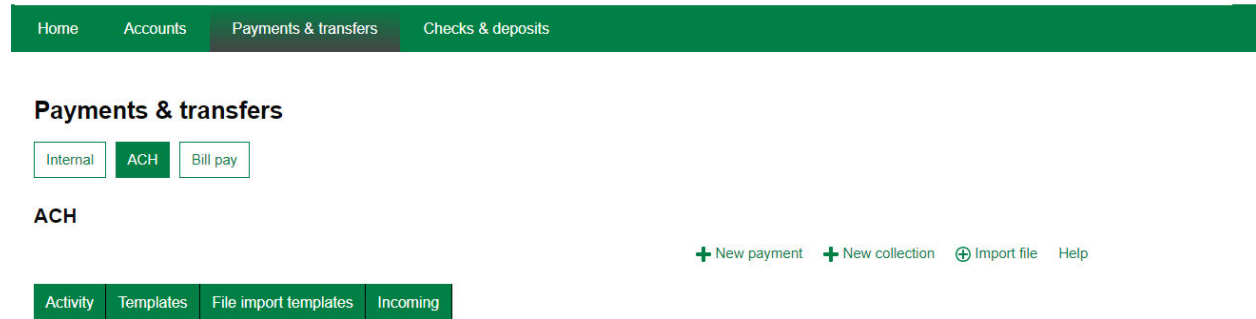 Home Accounts Payments & transfers Checks & deposits
Payments & transfers
Internal ACH Bill pay
ACH
New payment New collection Import file Help
Activity Templates File import templates Incoming